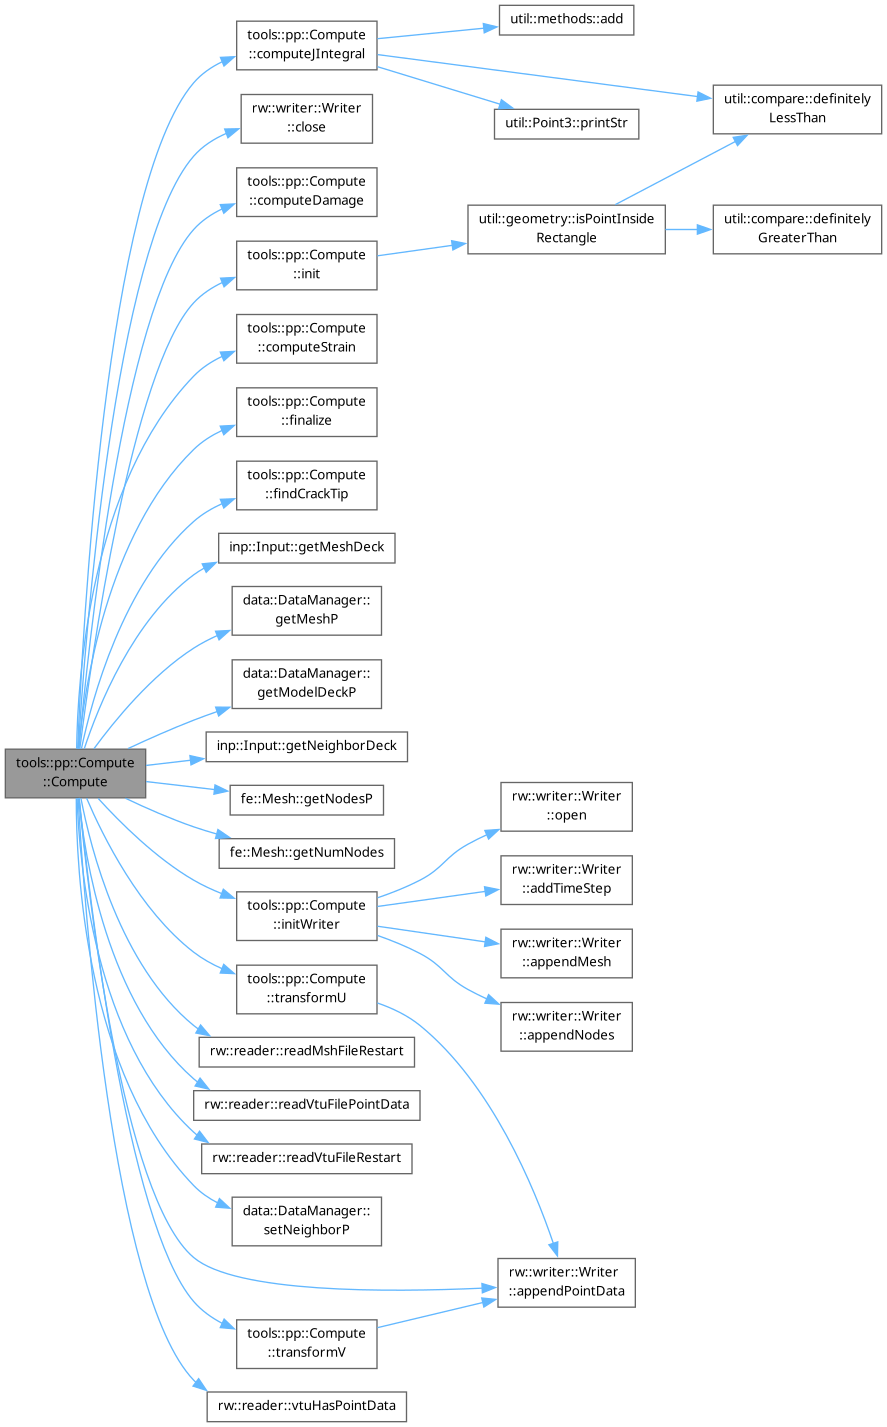 tools::pp::Compute
::computeJIntegral
util::methods::add
util::Point3::printStr
util::compare::definitely
LessThan
rw::writer::Writer
::close
tools::pp::Compute
::computeDamage
util::geometry::isPointInside
Rectangle
util::compare::definitely
GreaterThan
tools::pp::Compute
::init
tools::pp::Compute
::computeStrain
tools::pp::Compute
::finalize
tools::pp::Compute
::findCrackTip
inp::Input::getMeshDeck
data::DataManager::
getMeshP
data::DataManager::
getModelDeckP
inp::Input::getNeighborDeck
tools::pp::Compute
::Compute
fe::Mesh::getNodesP
fe::Mesh::getNumNodes
rw::writer::Writer
::open
rw::writer::Writer
::addTimeStep
tools::pp::Compute
::initWriter
rw::writer::Writer
::appendMesh
tools::pp::Compute
::transformU
rw::writer::Writer
::appendNodes
rw::reader::readMshFileRestart
rw::reader::readVtuFilePointData
rw::reader::readVtuFileRestart
data::DataManager::
setNeighborP
rw::writer::Writer
::appendPointData
tools::pp::Compute
::transformV
rw::reader::vtuHasPointData